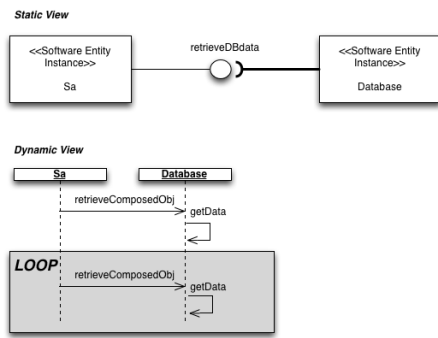 Static View
<<Software Entity
Instance>>
Sa
retrieveDBdata
<<Software Entity
Instance>>
Database
Dynamic View
Sa
Database
retrieveComposedObj
getData
LOOP
retrieveComposedObj
getData